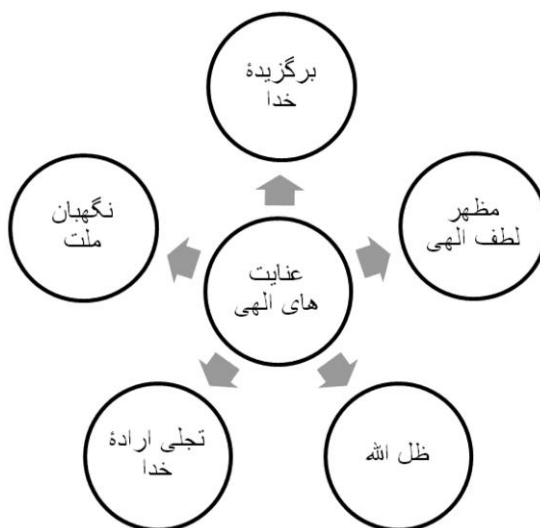 برگزیدهٔ
خدا
مظهر
لطف الهی
نگهبان
ملت
عنایت
های الهی
تجلی ارادهٔ
خدا
ظل الله